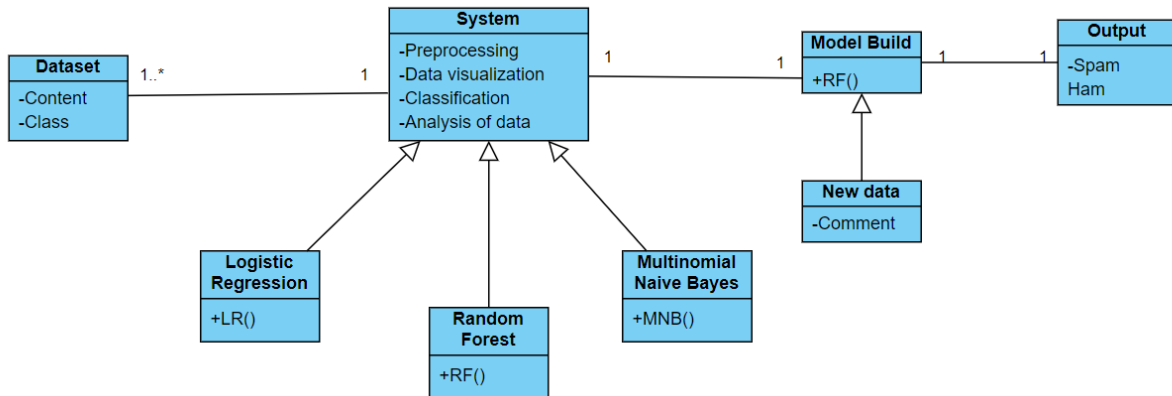 System
-Preprocessing
-Data visualization
-Classification
-Analysis of data
Dataset
-Content
-Class
1..*
1
1
1
Model Build
+RF()
1
1
Output
-Spam
Ham
New data
-Comment
Logistic
Regression
+LR()
Random
Forest
+RF()
Multinomial
Naive Bayes
+MNB()